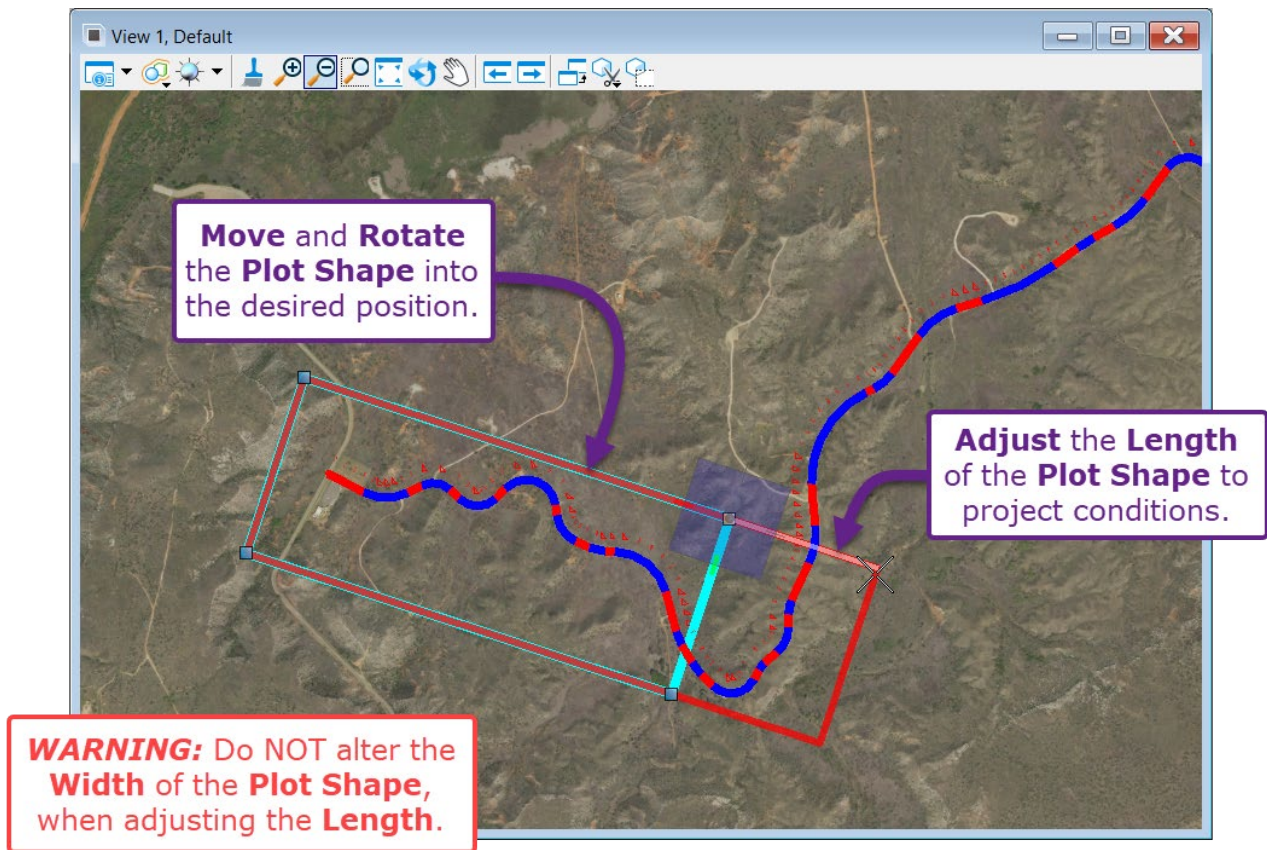 View 1, Default
Move and Rotate
the Plot Shape into
the desired position.
Adjust the Length
of the Plot Shape to
project conditions.
WARNING: Do NOT alter the
Width of the Plot Shape,
when adjusting the Length.